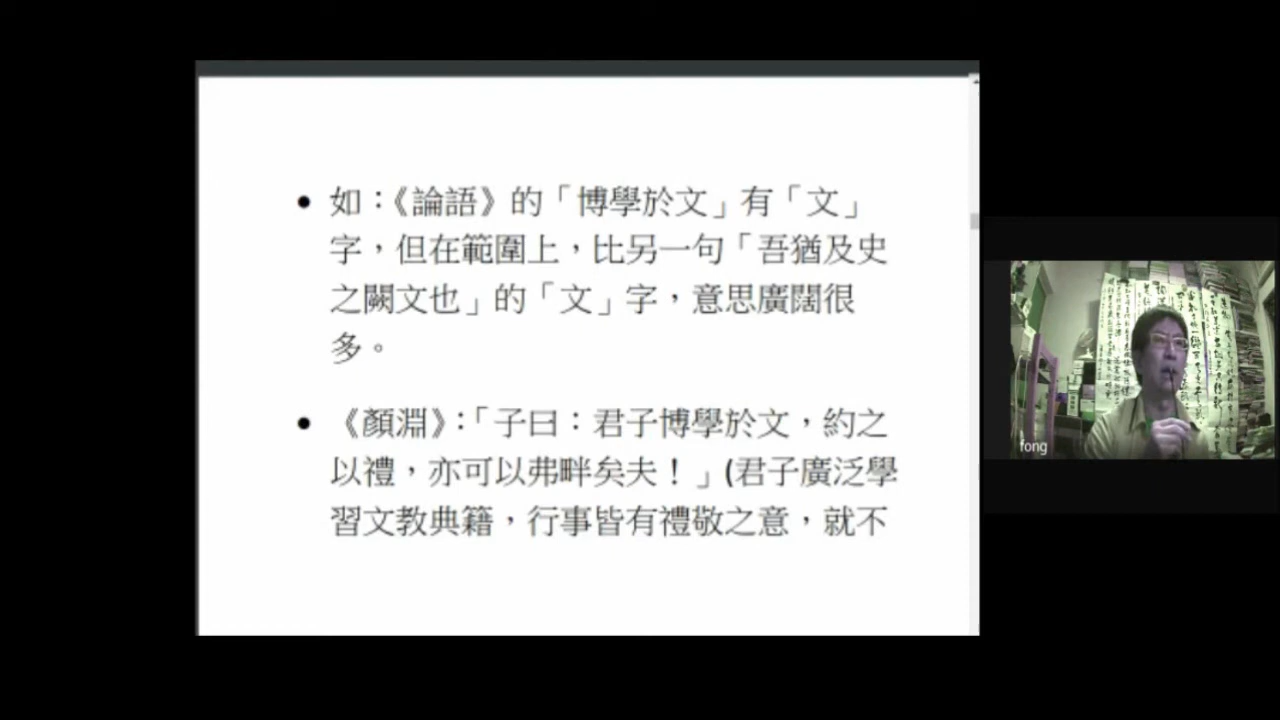 如：《論語》的「博學於文」有「文」
字，但在範圍上，比另一句「吾猶及史
之闕文也」的「文」字，意思廣闊很
多。
《顏淵》：「子曰：君子博學於文，約之
以禮，亦可以弗畔矣夫！」(君子廣泛學
習文教典籍，行事皆有禮敬之意，就不
fong